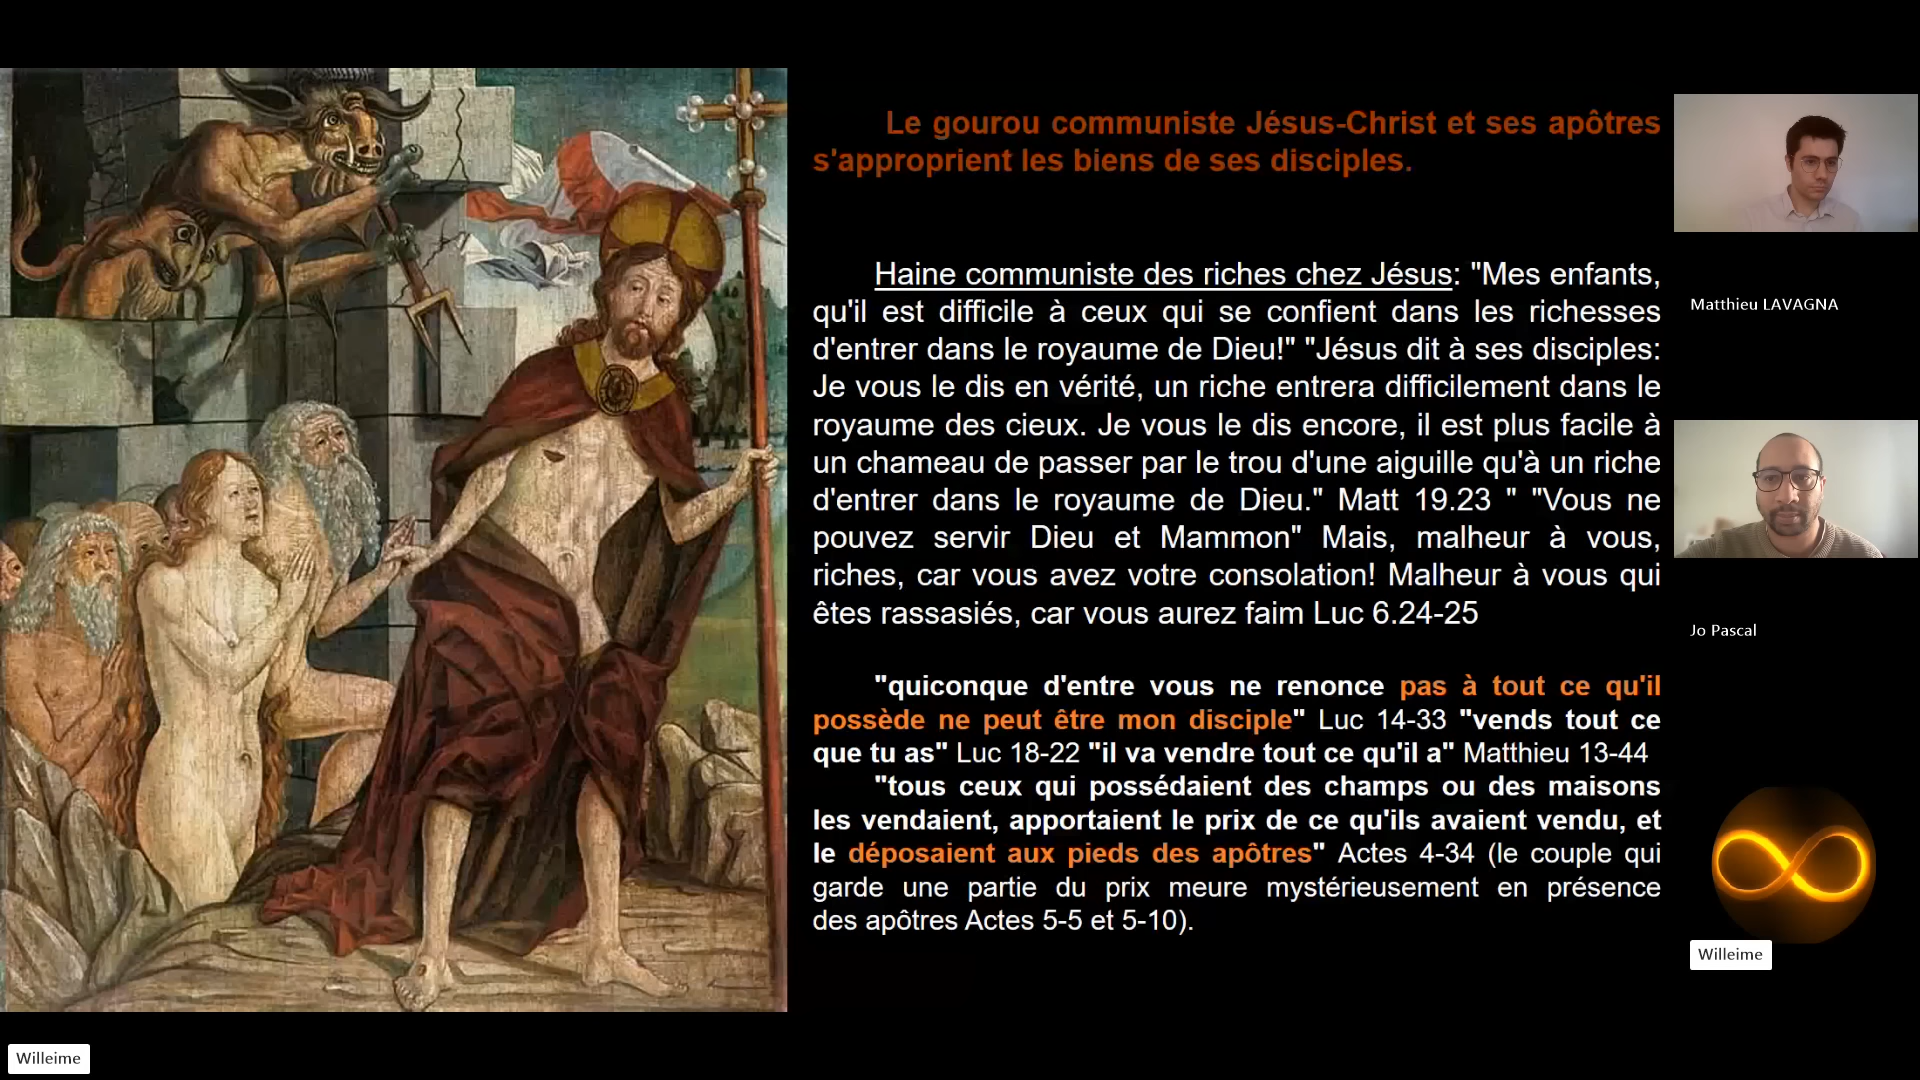 Le gourou communiste Jésus-Christ et ses apôtres
s'approprient les biens de ses disciples.
Haine communiste des riches chez Jésus: "Mes enfants,
qu'il est difficile à ceux qui se confient dans les richesses
d'entrer dans le royaume de Dieu!" "Jésus dit à ses disciples:
Je vous le dis en vérité, un riche entrera difficilement dans le
royaume des cieux. Je vous le dis encore, il est plus facile à
un chameau de passer par le trou d'une aiguille qu'à un riche
d'entrer dans le royaume de Dieu." Matt 19.23 " "Vous ne
pouvez servir Dieu et Mammon" Mais, malheur à vous,
riches, car vous avez votre consolation! Malheur à vous qui
êtes rassasiés, car vous aurez faim Luc 6.24-25
"quiconque d'entre vous ne renonce pas à tout ce qu'il
possède ne peut être mon disciple" Luc 14-33 "vends tout ce
que tu as" Luc 18-22 "il va vendre tout ce qu'il a" Matthieu 13-44
"tous ceux qui possédaient des champs ou des maisons
les vendaient, apportaient le prix de ce qu'ils avaient vendu, et
le déposaient aux pieds des apôtres" Actes 4-34 (le couple qui
garde une partie du prix meure mystérieusement en présence
des apôtres Actes 5-5 et 5-10).
Matthieu LAVAGNA
Jo Pascal
Willeime
Willeime